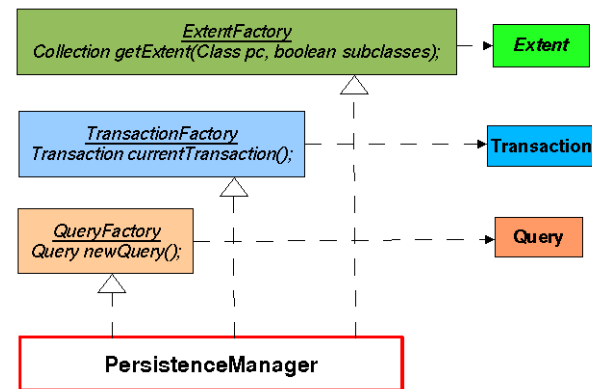 ExtentFactory
Collection getExtent(Class pc, boolean subclasses);
Extent
TransactionFactory
Transaction currentTransaction();
Transaction
QueryFactory
Query newQuery();
Query
PersistenceManager